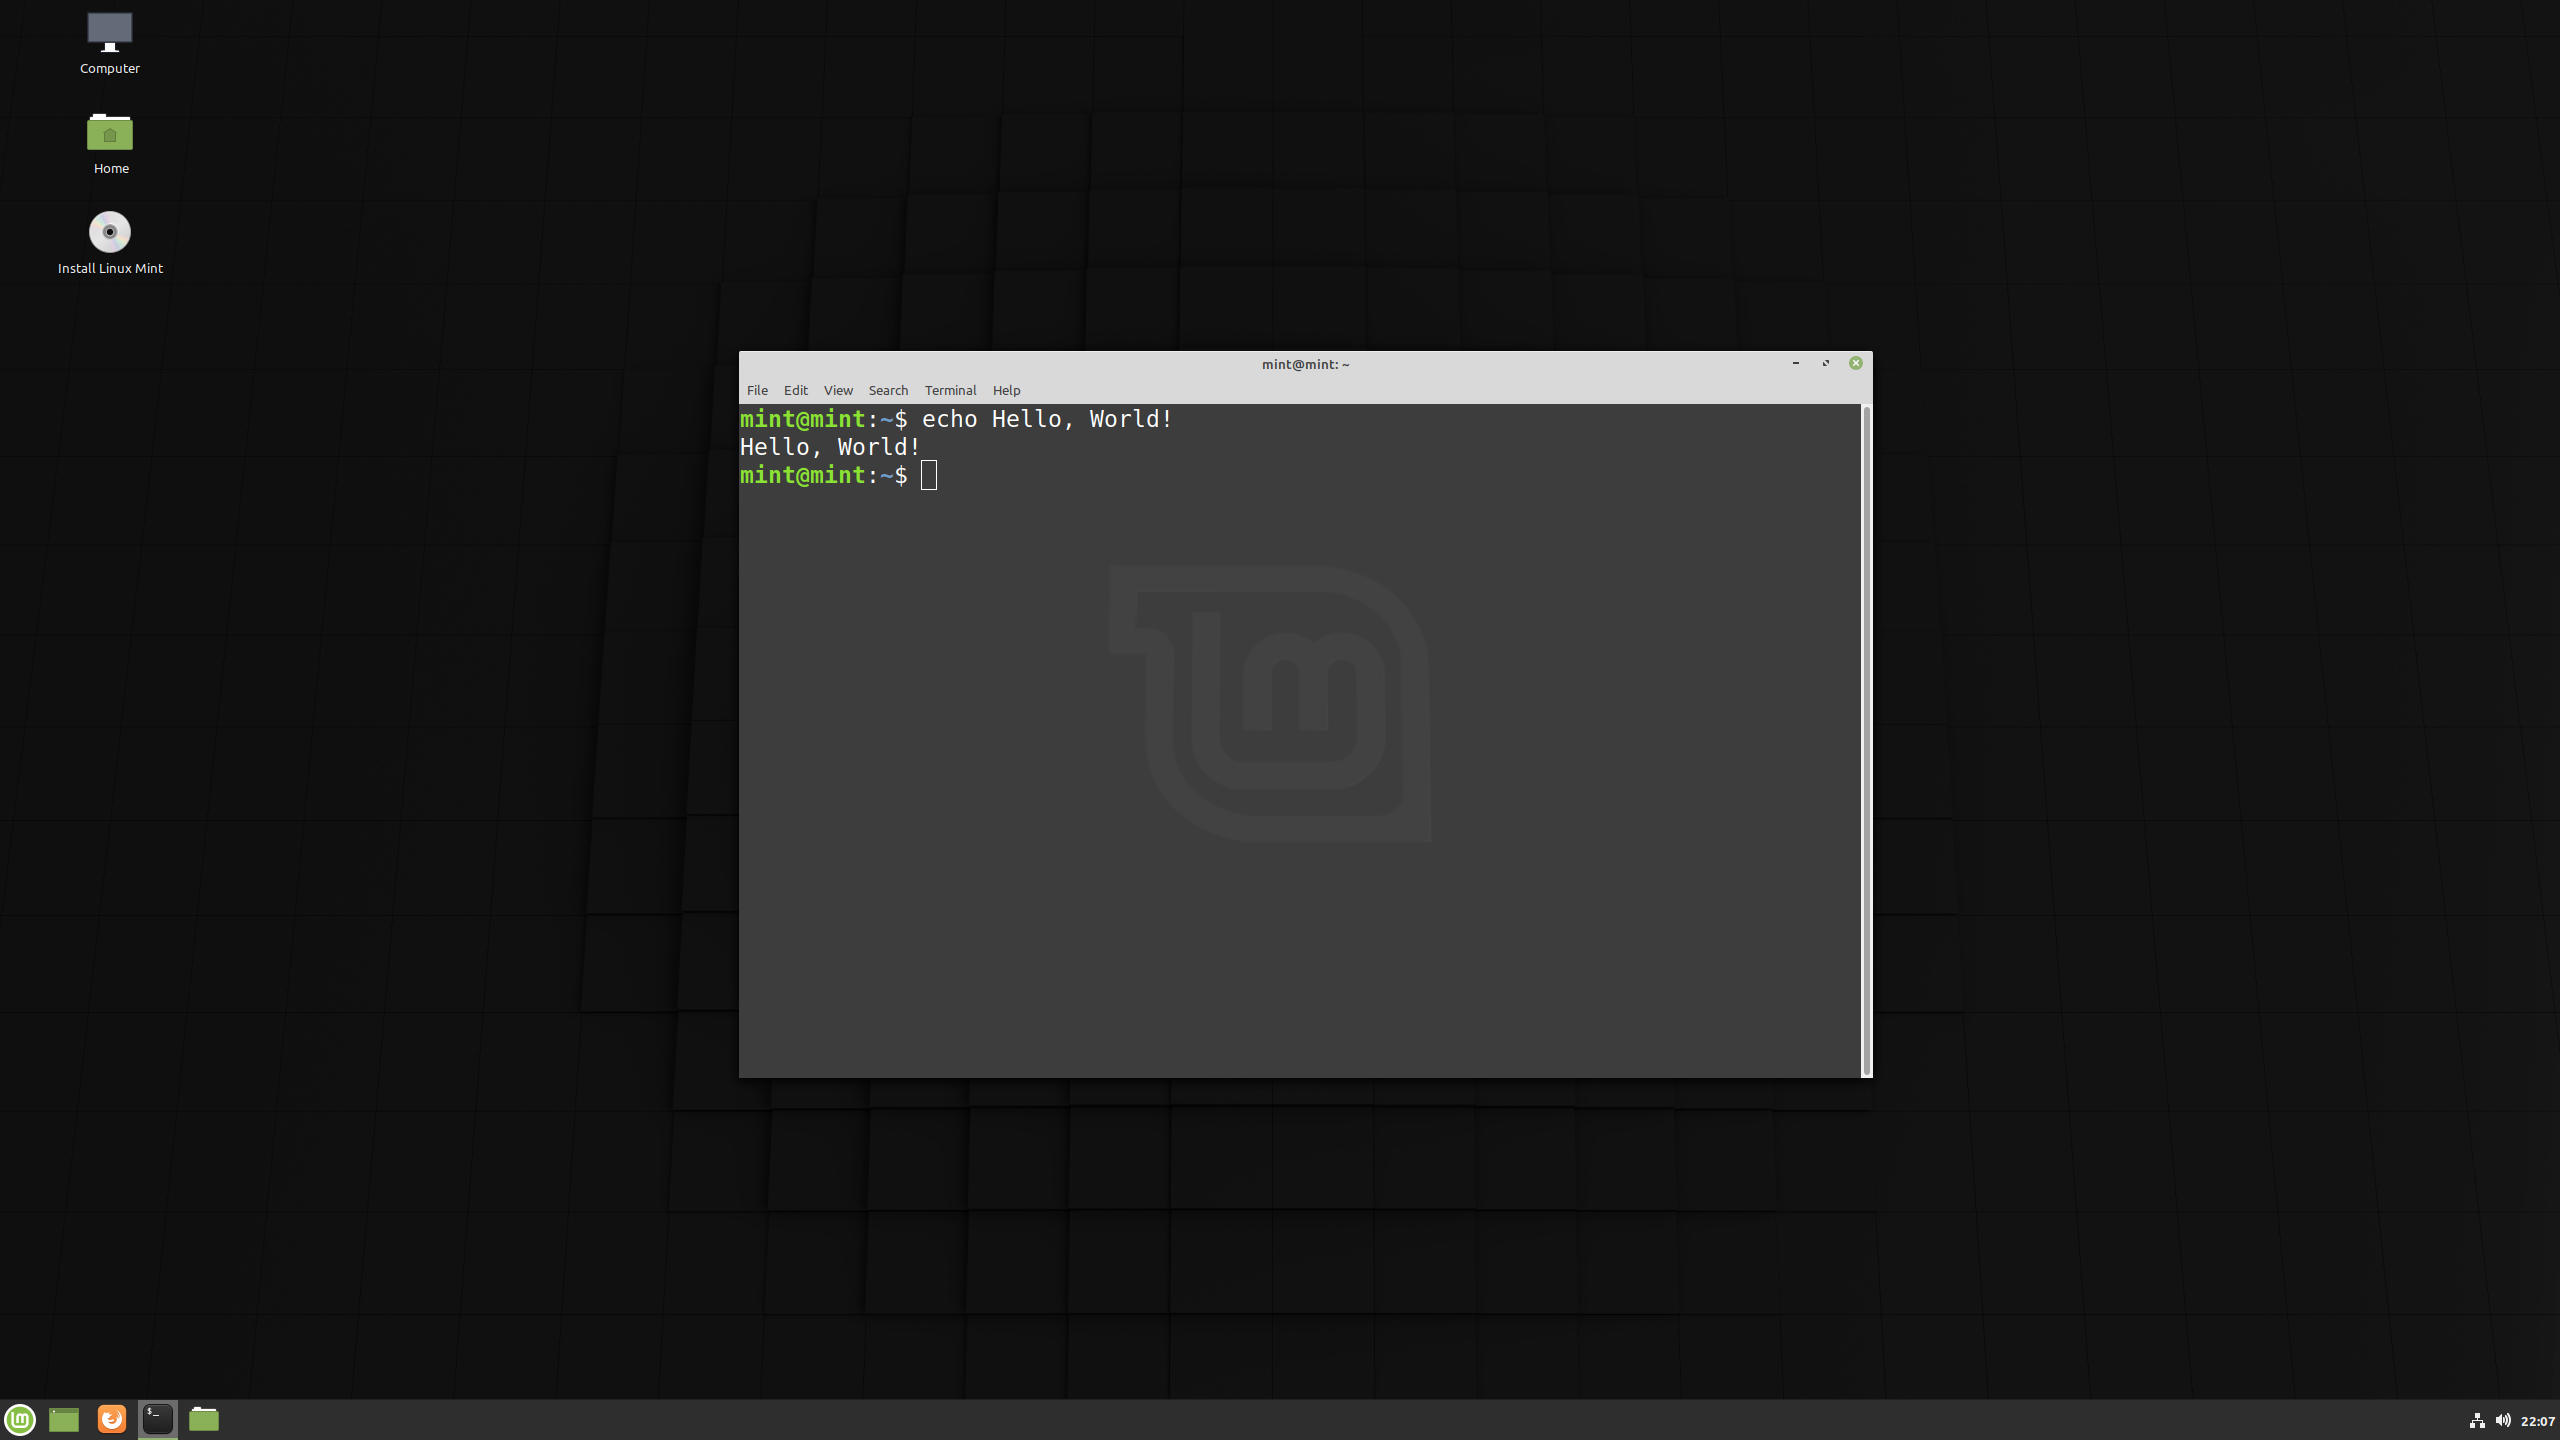 Computer
Home
Install Linux Mint
mint@mint: ~
File Edit View Search Terminal Help
mint@mint:~$ echo Hello, World!
Hello, World!
mint@mint:~$
lm
$_
22:07